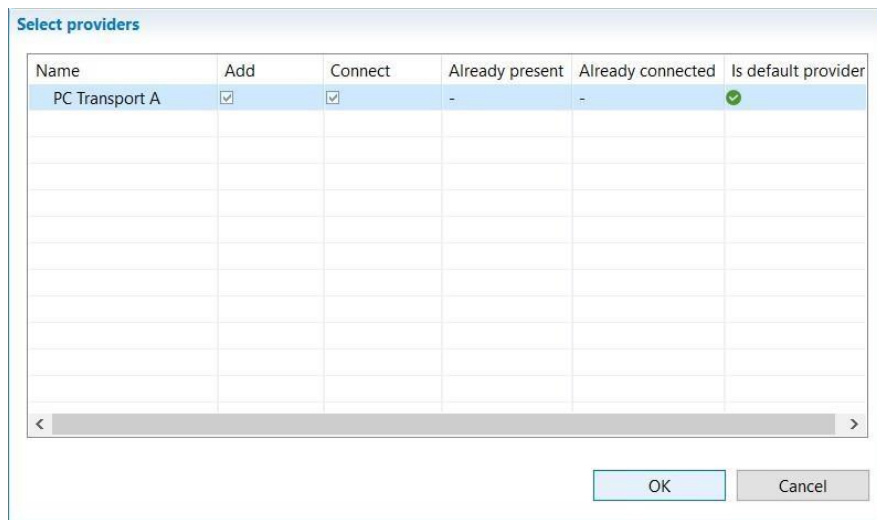 Select providers
Name Add Connect Already present Already connected Is default provider
PC Transport A - -
OK Cancel